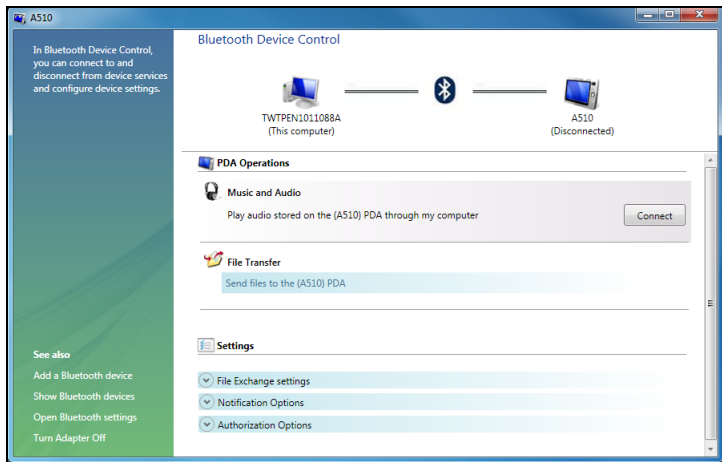 A510
In Bluetooth Device Control,
you can connect to and
disconnect from device services
and configure device settings.
Bluetooth Device Control
TWTPEN1011088A
(This computer)
A510
(Disconnected)
PDA Operations
Music and Audio
Play audio stored on the (A510) PDA through my computer
Connect
File Transfer
Send files to the (A510) PDA
Settings
File Exchange settings
Notification Options
Authorization Options
See also
Add a Bluetooth device
Show Bluetooth devices
Open Bluetooth settings
Turn Adapter Off